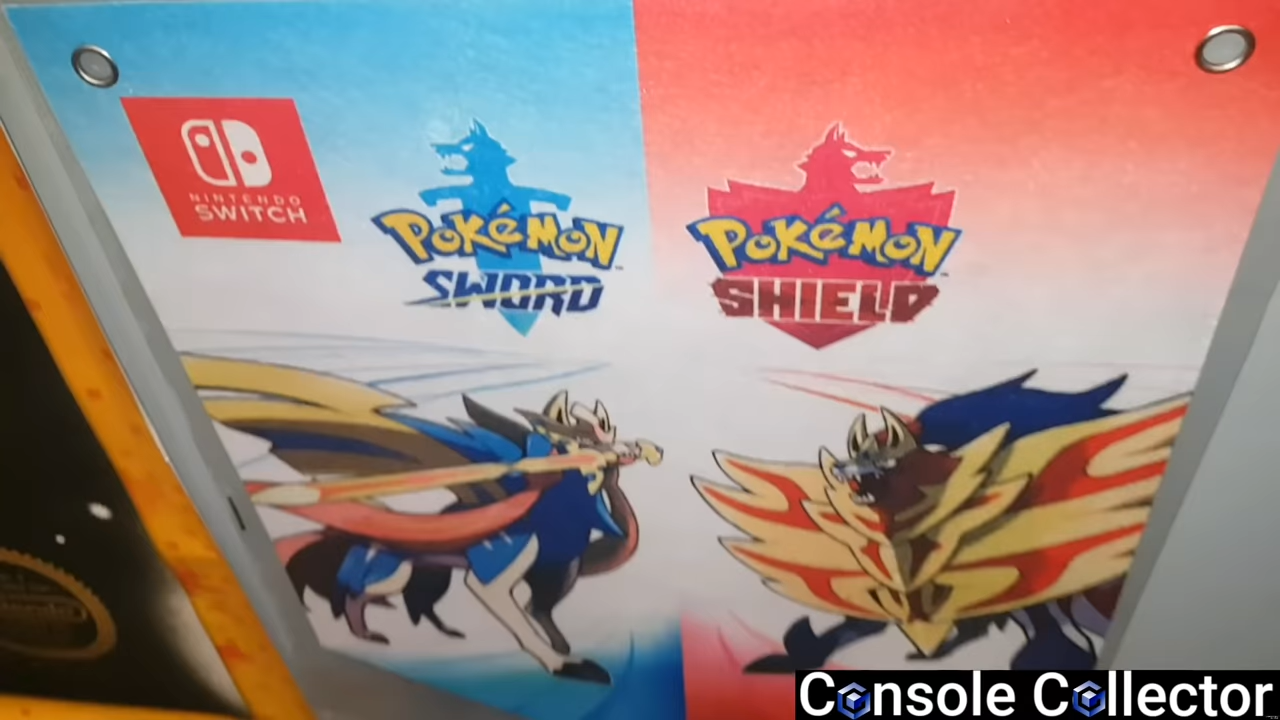 NINTENDO
SWITCH
POKéMON
SWORD
POKéMON
SHIELD
Console Collector